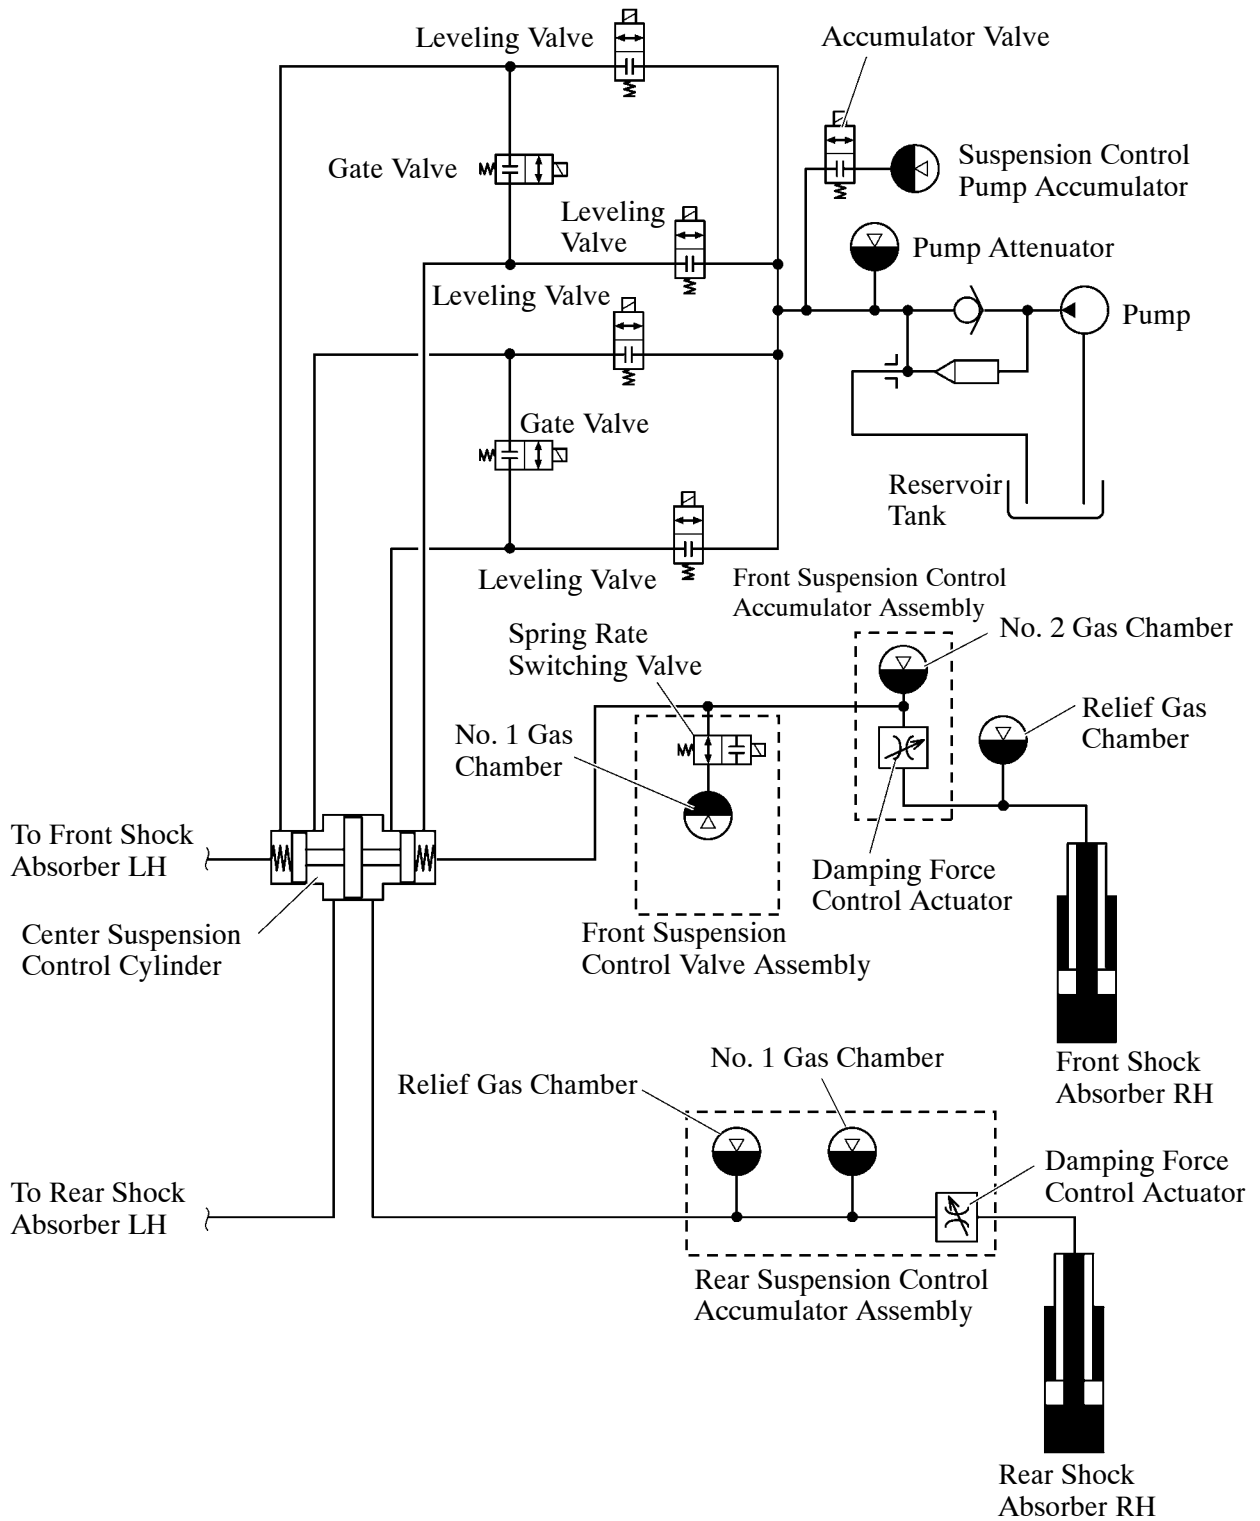 Leveling Valve
Accumulator Valve
Gate Valve
Suspension Control
Pump Accumulator
Leveling
Valve
Pump Attenuator
Leveling Valve
Pump
Gate Valve
Reservoir
Tank
Leveling Valve
Front Suspension Control
Accumulator Assembly
No. 2 Gas Chamber
Spring Rate
Switching Valve
Relief Gas
Chamber
No. 1 Gas
Chamber
To Front Shock
Absorber LH
Damping Force
Control Actuator
Center Suspension
Control Cylinder
Front Suspension
Control Valve Assembly
Front Shock
Absorber RH
No. 1 Gas Chamber
Relief Gas Chamber
Damping Force
Control Actuator
To Rear Shock
Absorber LH
Rear Suspension Control
Accumulator Assembly
Rear Shock
Absorber RH